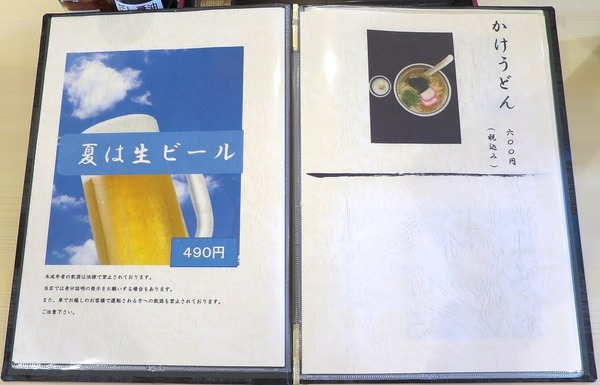 夏は生ビール
490円
未成年者の飲酒は法律で禁止されております。
当店では身分証明の提示をお願いする場合もあります。
また、車でお越しのお客様で運転される方への飲酒も禁止されております。
ご注意下さい。
かけうどん
六〇〇円
(税込み)